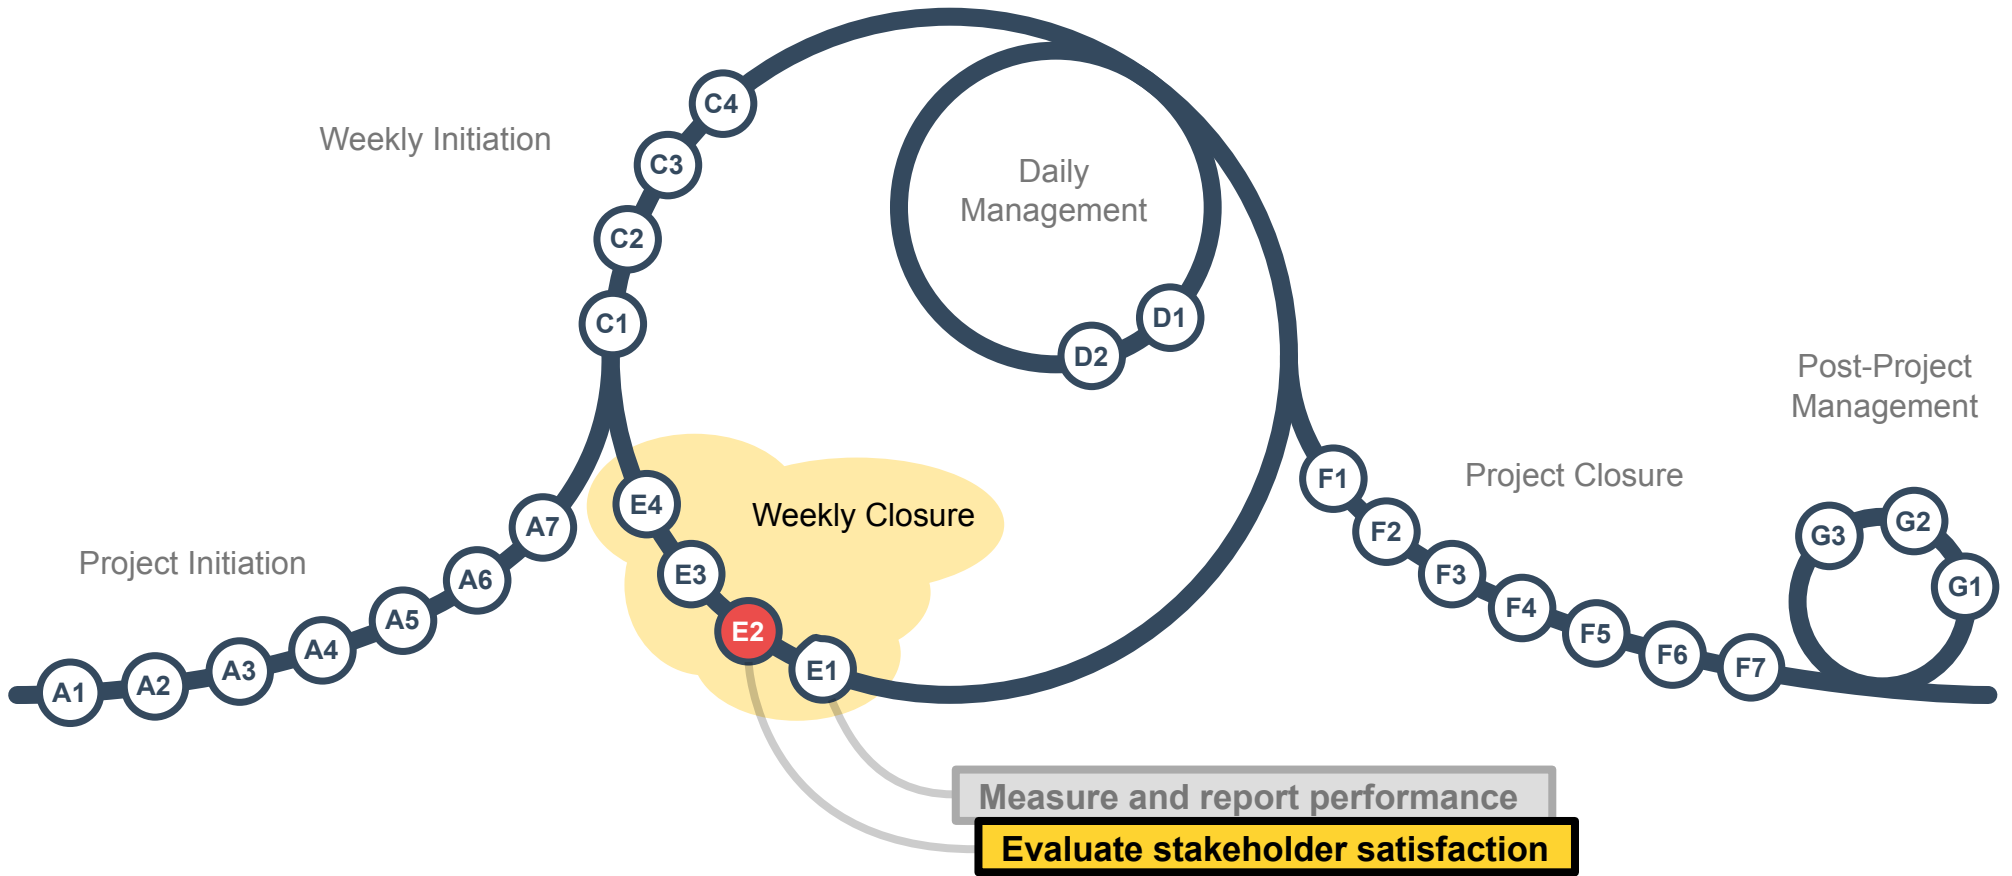 Project Initiation
A1
A2
A3
A4
A5
A6
A7
Weekly Initiation
C1
C2
C3
C4
Daily
Management
D1
D2
Weekly Closure
E1
E2
E3
E4
Measure and report performance
Evaluate stakeholder satisfaction
Project Closure
F1
F2
F3
F4
F5
F6
F7
Post-Project
Management
G1
G2
G3